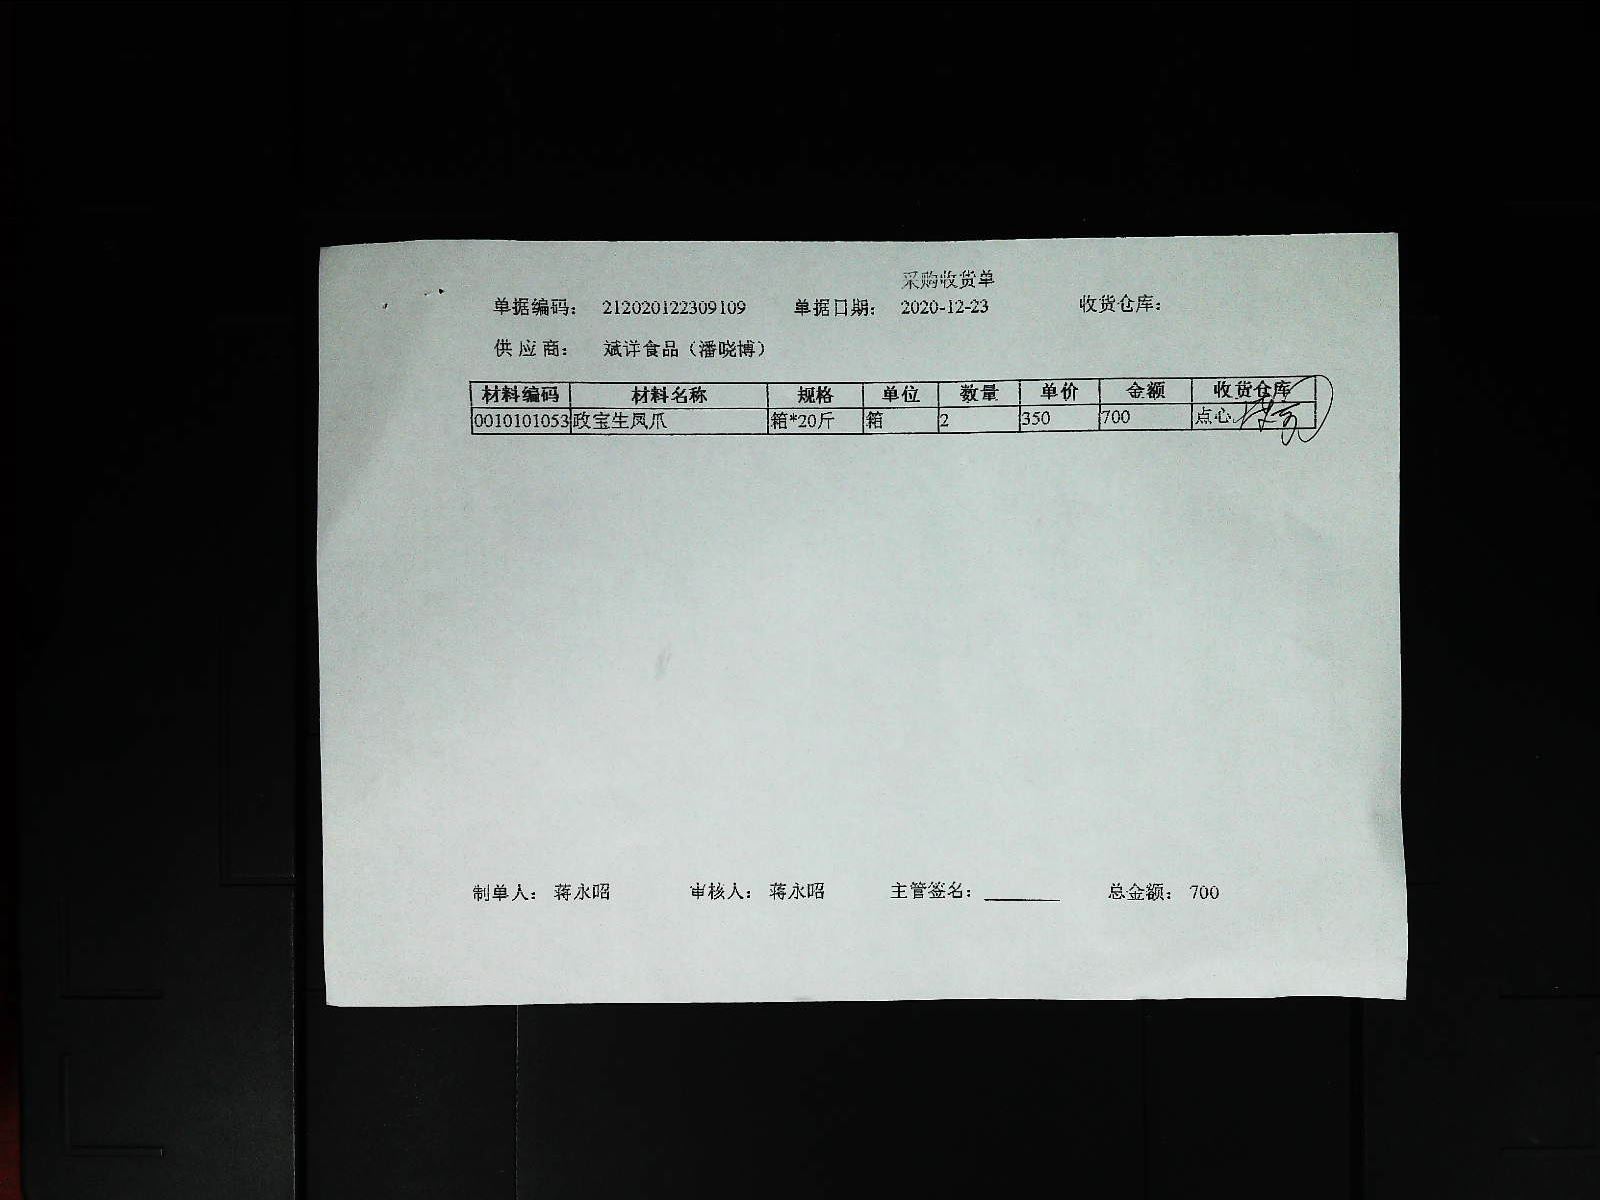 采购收货单
单据编码: 212020122309109 单据日期: 2020-12-23 收货仓库:
供应商: 斌详食品（潘晓博）
材料编码 材料名称 规格 单位 数量 单价 金额 收货仓库
0010101053 政宝生凤爪 箱*20斤 箱 2 350 700 点心
制单人: 蒋永昭 审核人: 蒋永昭 主管签名: 总金额: 700